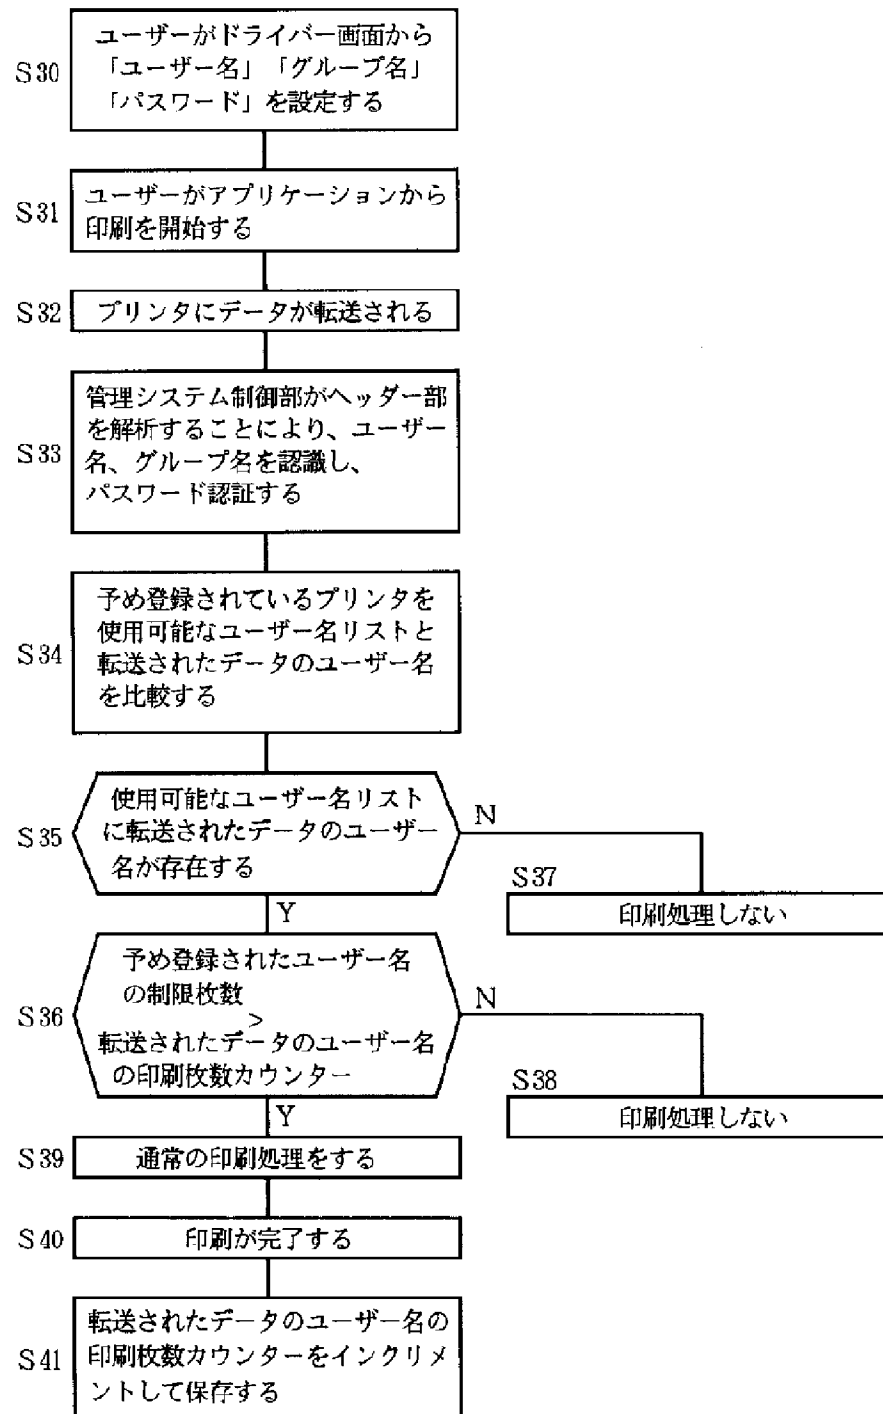 S30
ユーザーがドライバー画面から
「ユーザー名」「グループ名」
「パスワード」を設定する
S31
ユーザーがアプリケーションから
印刷を開始する
S32
プリンタにデータが転送される
S33
管理システム制御部がヘッダー部
を解析することにより、ユーザー
名、グループ名を認識し、
パスワード認証する
S34
予め登録されているプリンタを
使用可能なユーザー名リストと
転送されたデータのユーザー名
を比較する
S35
使用可能なユーザー名リスト
に転送されたデータのユーザー
名が存在する
N
S37
印刷処理しない
Y
S36
予め登録されたユーザー名
の制限枚数
>
転送されたデータのユーザー名
の印刷枚数カウンター
N
S38
印刷処理しない
Y
S39
通常の印刷処理をする
S40
印刷が完了する
S41
転送されたデータのユーザー名の
印刷枚数カウンターをインクリメ
ントして保存する